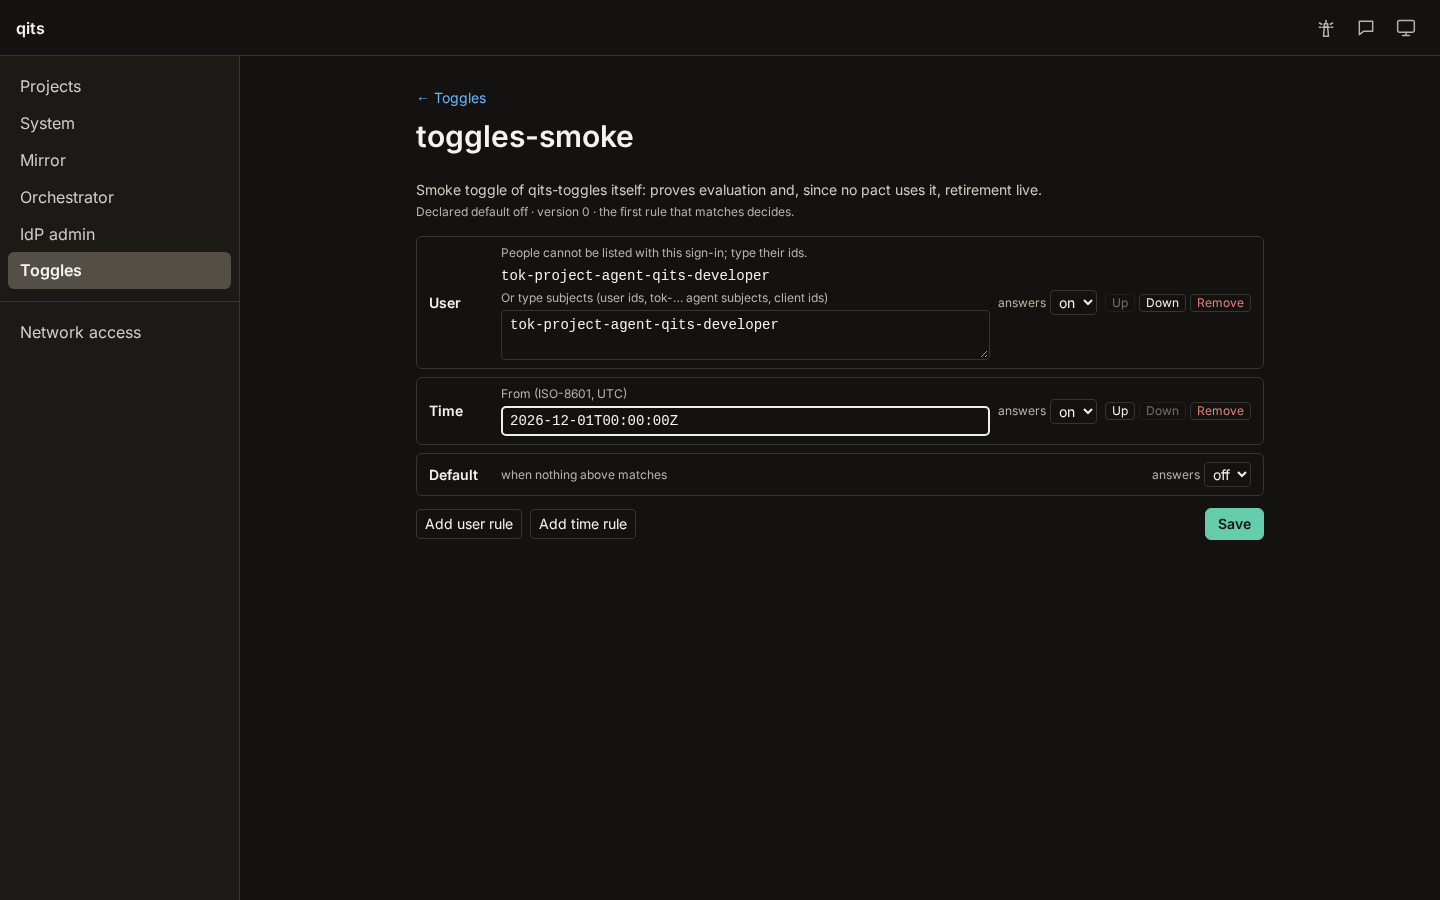 qits
Projects
System
Mirror
Orchestrator
IdP admin
Toggles
Network access
← Toggles
toggles-smoke
Smoke toggle of qits-toggles itself: proves evaluation and, since no pact uses it, retirement live.
Declared default off · version 0 · the first rule that matches decides.
User
People cannot be listed with this sign-in; type their ids.
tok-project-agent-qits-developer
Or type subjects (user ids, tok-… agent subjects, client ids)
tok-project-agent-qits-developer
answers on Up Down Remove
Time
From (ISO-8601, UTC)
2026-12-01T00:00:00Z
answers on Up Down Remove
Default when nothing above matches answers off
Add user rule Add time rule Save